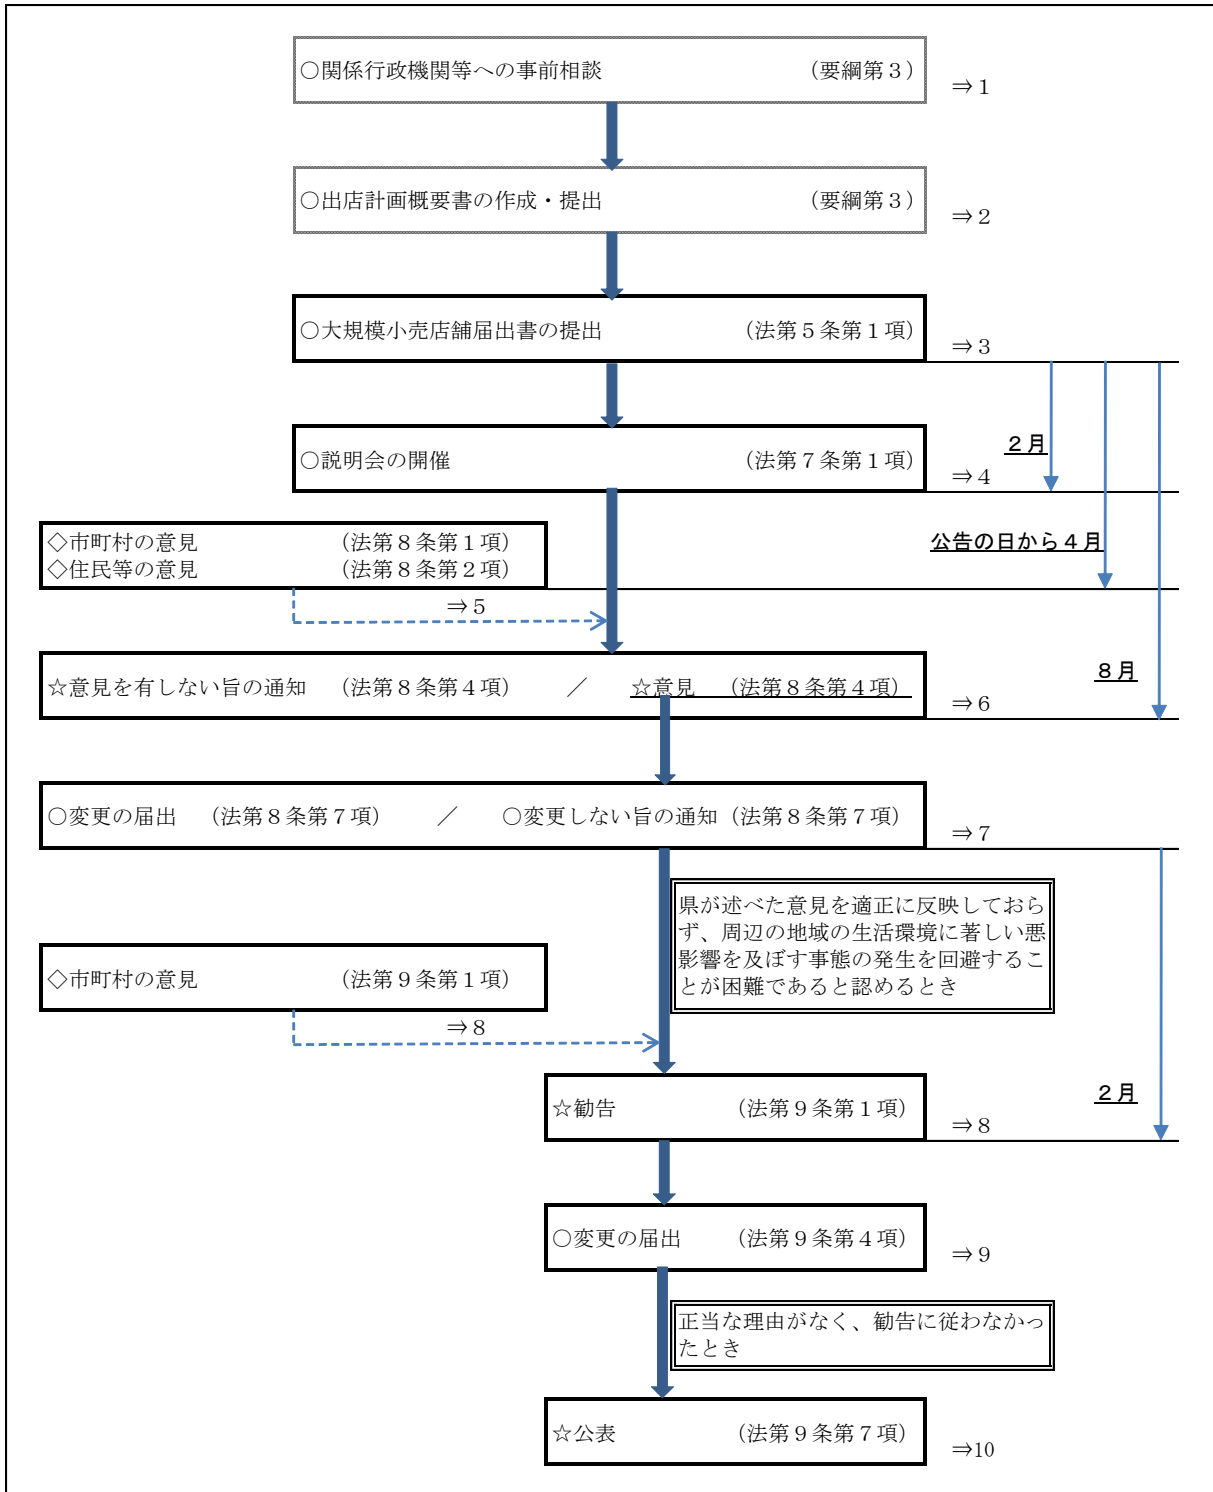 ○関係行政機関等への事前相談　（要綱第３）
⇒1
○出店計画概要書の作成・提出　（要綱第３）
⇒2
○大規模小売店舗届出書の提出　（法第５条第１項）
⇒3
○説明会の開催　（法第７条第１項）
⇒4
２月
◇市町村の意見　（法第８条第１項）
◇住民等の意見　（法第８条第２項）
公告の日から４月
⇒5
☆意見を有しない旨の通知　（法第８条第４項）　／　☆意見　（法第８条第４項）
⇒6
８月
○変更の届出　（法第８条第７項）　／　○変更しない旨の通知（法第８条第７項）
⇒7
県が述べた意見を適正に反映しておら
ず、周辺の地域の生活環境に著しい悪
影響を及ぼす事態の発生を回避するこ
とが困難であると認めるとき
◇市町村の意見　（法第９条第１項）
⇒8
☆勧告　（法第９条第１項）
⇒8
２月
○変更の届出　（法第９条第４項）
⇒9
正当な理由がなく、勧告に従わなかっ
たとき
☆公表　（法第９条第７項）
⇒10